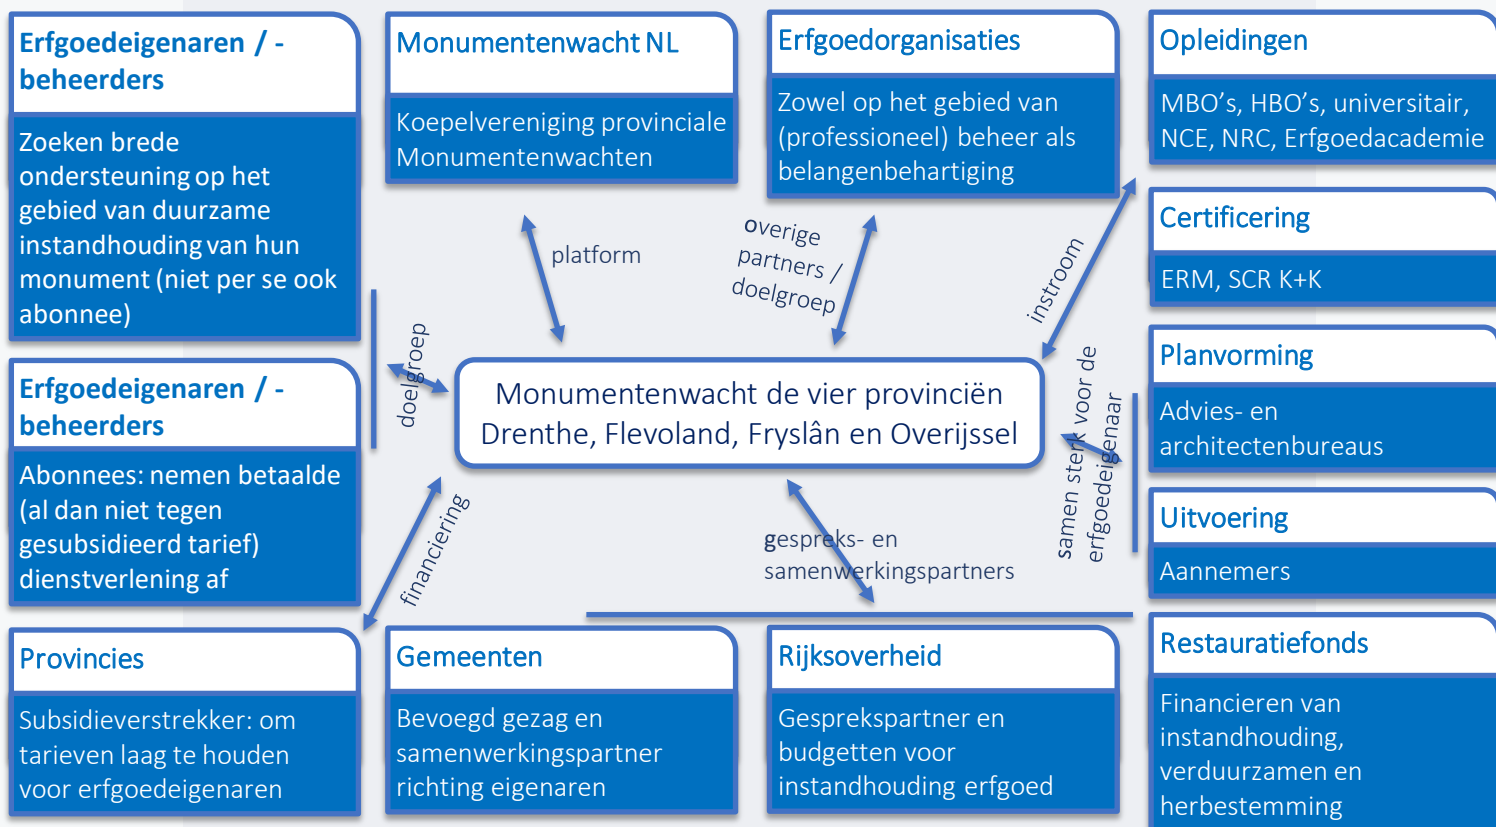 Erfgoedeigenaren / -
beheerders
Zoeken brede
ondersteuning op het
gebied van duurzame
instandhouding van hun
monument (niet per se ook
abonnee)
Monumentenwacht NL
Koepelvereniging provinciale
Monumentenwachten
Erfgoedorganisaties
Zowel op het gebied van
(professioneel) beheer als
belangenbehartiging
Opleidingen
MBO's, HBO's, universitair,
NCE, NRC, Erfgoedacademie
Certificering
ERM, SCR K+K
platform
overige
partners /
doelgroep
instroom
Erfgoedeigenaren / -
beheerders
Abonnees: nemen betaalde
(al dan niet tegen
gesubsidieerd tarief)
dienstverlening af
doelgroep
Monumentenwacht de vier provinciën
Drenthe, Flevoland, Fryslân en Overijssel
samen sterk voor de
erfgoedeigenaar
Planvorming
Advies- en
architectenbureaus
Uitvoering
Aannemers
financiering
gespreks- en
samenwerkingspartners
Provincies
Subsidieverstrekker: om
tarieven laag te houden
voor erfgoedeigenaren
Gemeenten
Bevoegd gezag en
samenwerkingspartner
richting eigenaren
Rijksoverheid
Gesprekspartner en
budgetten voor
instandhouding erfgoed
Restauratiefonds
Financieren van
instandhouding,
verduurzamen en
herbestemming